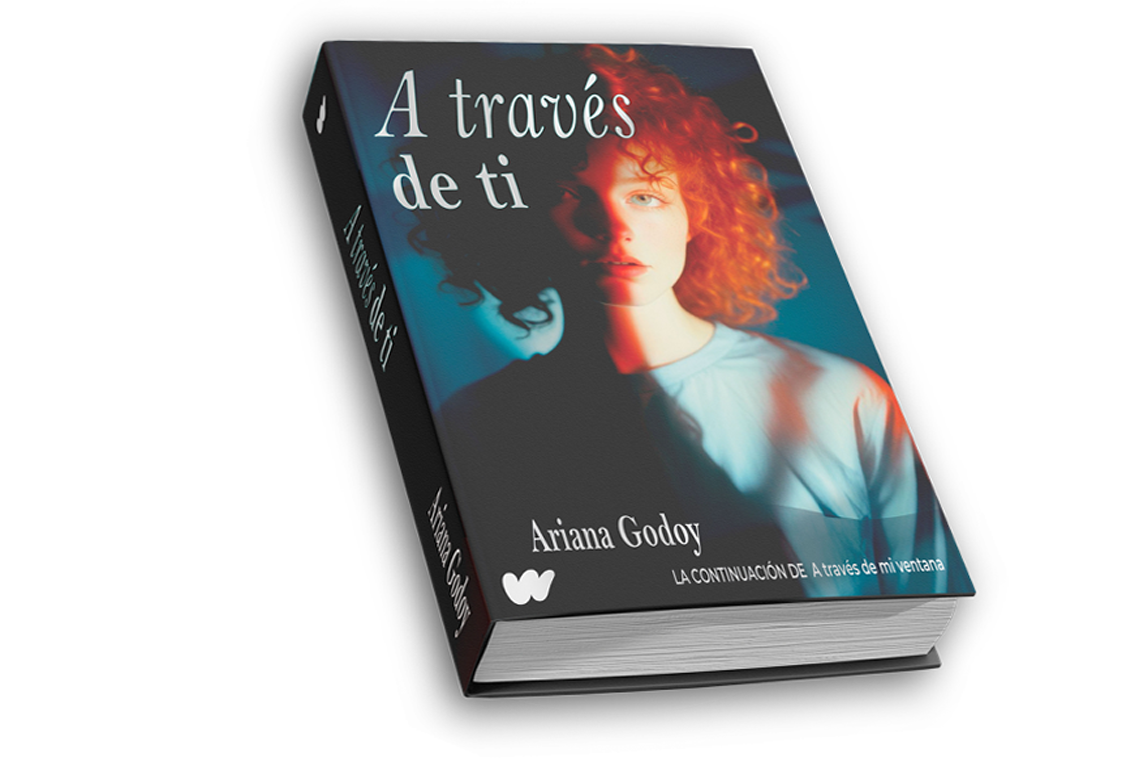 A través
de ti
Ariana Godoy
LA CONTINUACIÓN DE A través de mi ventana
A través de ti
Ariana Godoy